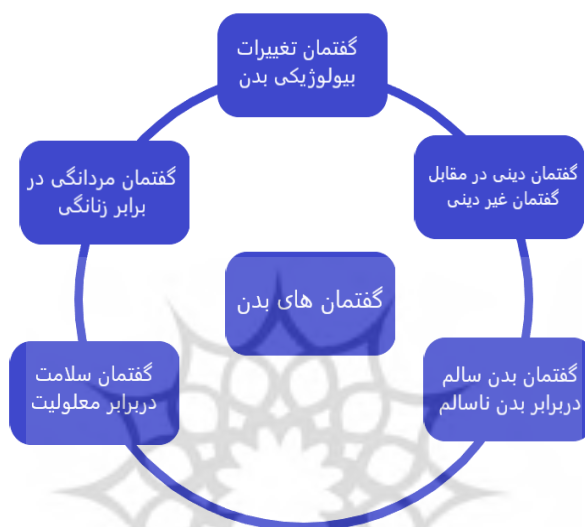 گفتمان تغییرات
بیولوژیکی بدن
گفتمان دینی در مقابل
گفتمان غیر دینی
گفتمان مردانگی در
برابر زنانگی
گفتمان های بدن
گفتمان بدن سالم
دربرابر بدن ناسالم
گفتمان سلامت
دربرابر معلولیت